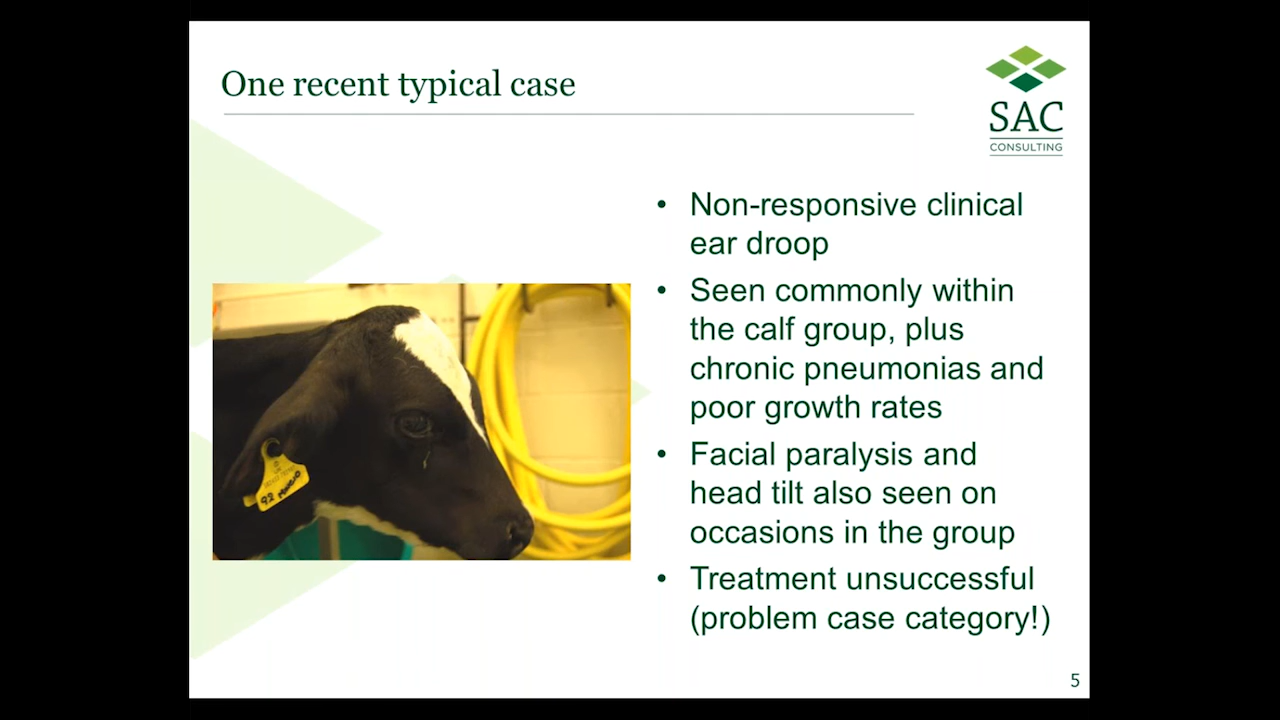 One recent typical case
SAC
CONSULTING
• Non-responsive clinical
ear droop
• Seen commonly within
the calf group, plus
chronic pneumonias and
poor growth rates
• Facial paralysis and
head tilt also seen on
occasions in the group
• Treatment unsuccessful
(problem case category!)
92
5